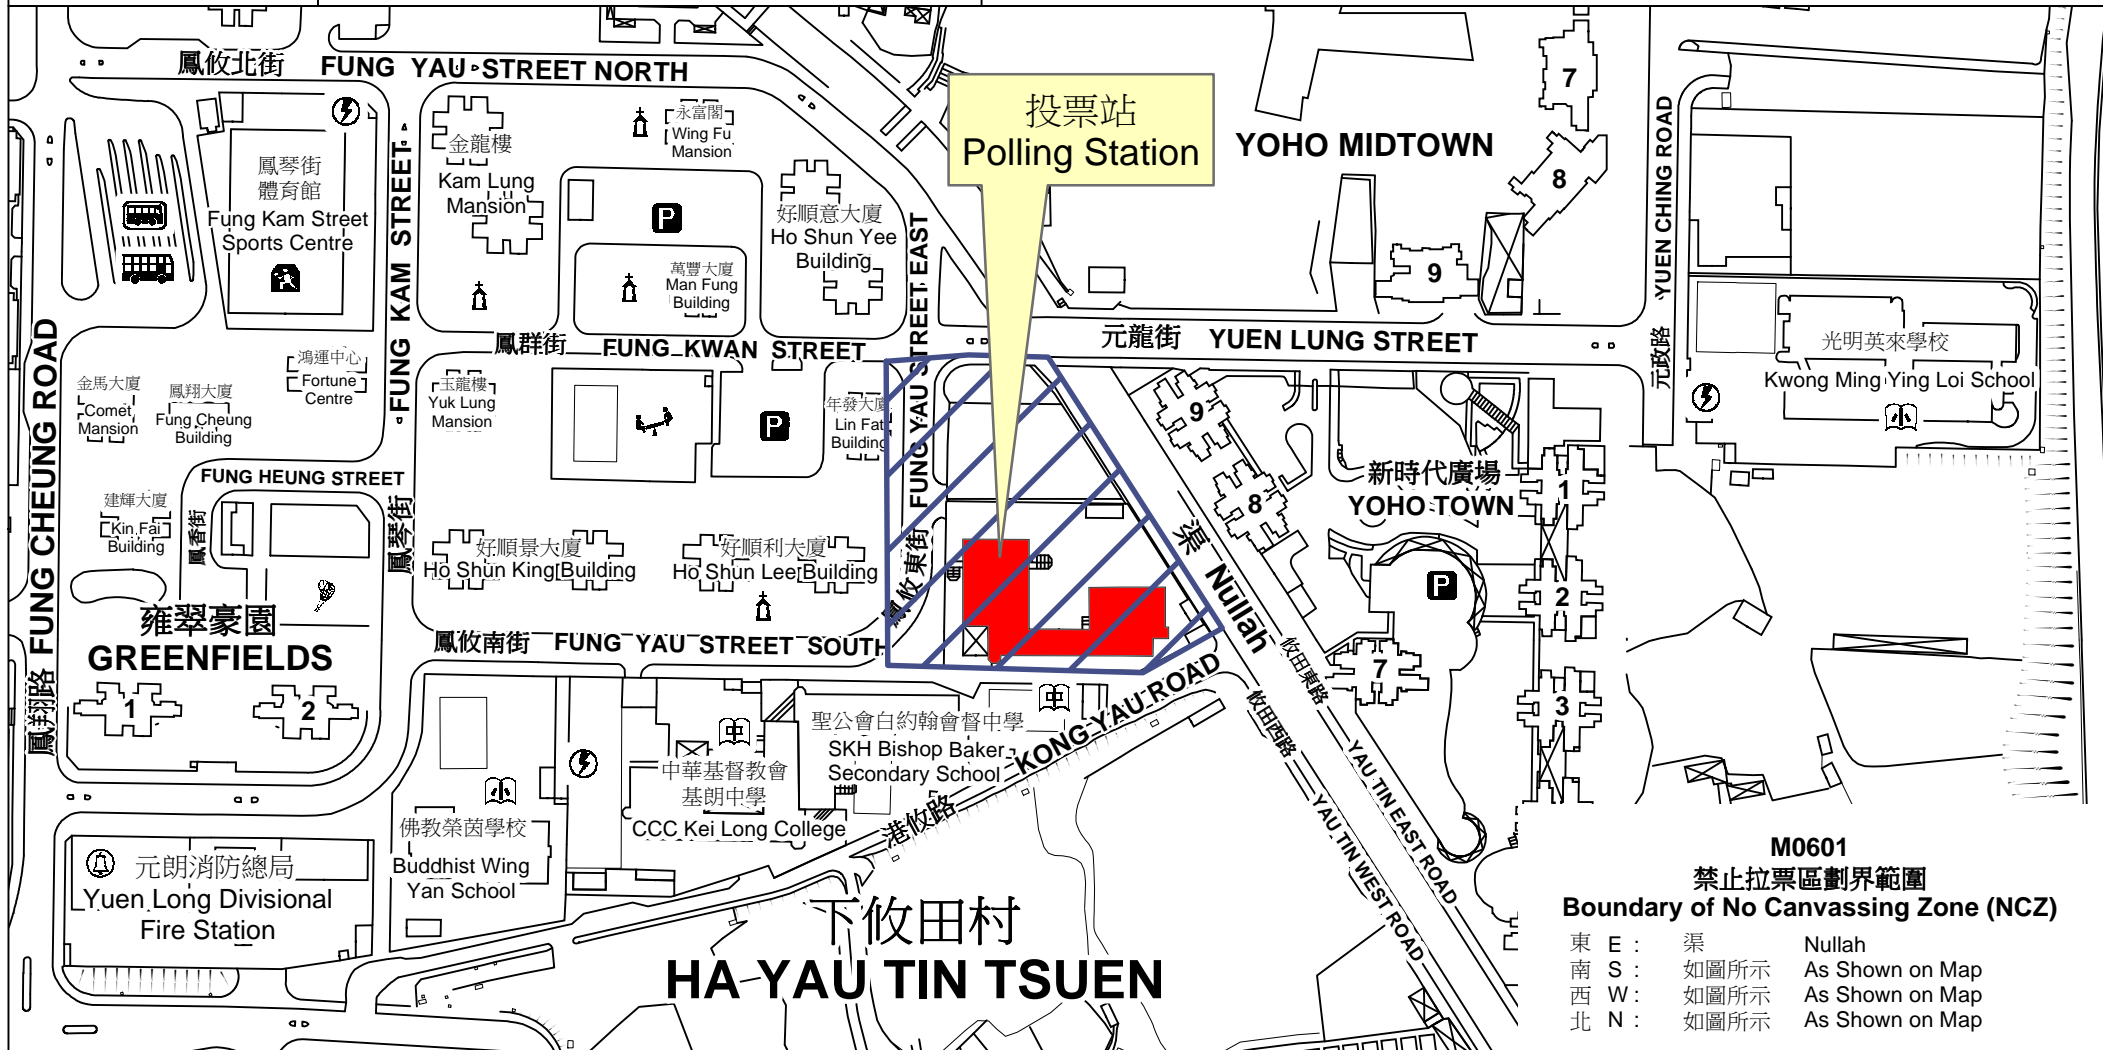 鳳攸北街 FUNG YAU STREET NORTH
投票站
Polling Station
YOHO MIDTOWN
7
8
9
YUEN CHING ROAD
元政路
鳳琴街
體育館
Fung Kam Street
Sports Centre
FUNG KAM STREET
鳳琴街
金龍樓
Kam Lung
Mansion
永富閣
Wing Fu
Mansion
P
好順意大廈
Ho Shun Yee
Building
萬豐大廈
Man Fung
Building
FUNG YAU STREET EAST
鳳攸東街
鳳群街 FUNG KWAN STREET
元龍街 YUEN LUNG STREET
光明英來學校
Kwong Ming Ying Loi School
FUNG CHEUNG ROAD
鳳翔路
金馬大廈
Comet
Mansion
鳳翔大廈
Fung Cheung
Building
鴻運中心
Fortune
Centre
玉龍樓
Yuk Lung
Mansion
P
年發大廈
Lin Fat
Building
9
8
新時代廣場
YOHO TOWN
1
2
3
7
P
FUNG HEUNG STREET
鳳香街
建輝大廈
Kin Fai
Building
好順景大廈
Ho Shun King Building
好順利大廈
Ho Shun Lee Building
渠 Nullah
雍翠豪園
GREENFIELDS
1
2
鳳攸南街 FUNG YAU STREET SOUTH
攸田東路
YAU TIN EAST ROAD
攸田西路
YAU TIN WEST ROAD
港攸路 KONG YAU ROAD
中
聖公會白約翰會督中學
SKH Bishop Baker
Secondary School
中
中華基督教會
基朗中學
CCC Kei Long College
佛教榮茵學校
Buddhist Wing
Yan School
元朗消防總局
Yuen Long Divisional
Fire Station
下攸田村
HA YAU TIN TSUEN
M0601
禁止拉票區劃界範圍
Boundary of No Canvassing Zone (NCZ)
東 E : 渠 Nullah
南 S : 如圖所示 As Shown on Map
西 W : 如圖所示 As Shown on Map
北 N : 如圖所示 As Shown on Map